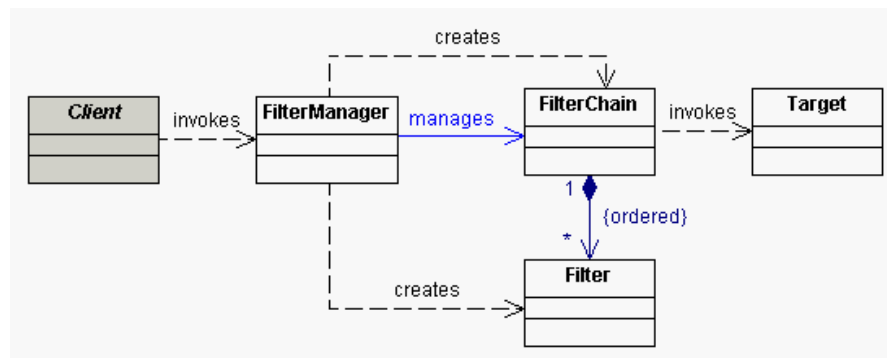 creates
Client
invokes
FilterManager
manages
FilterChain
invokes
Target
1
{ordered}
*
Filter
creates